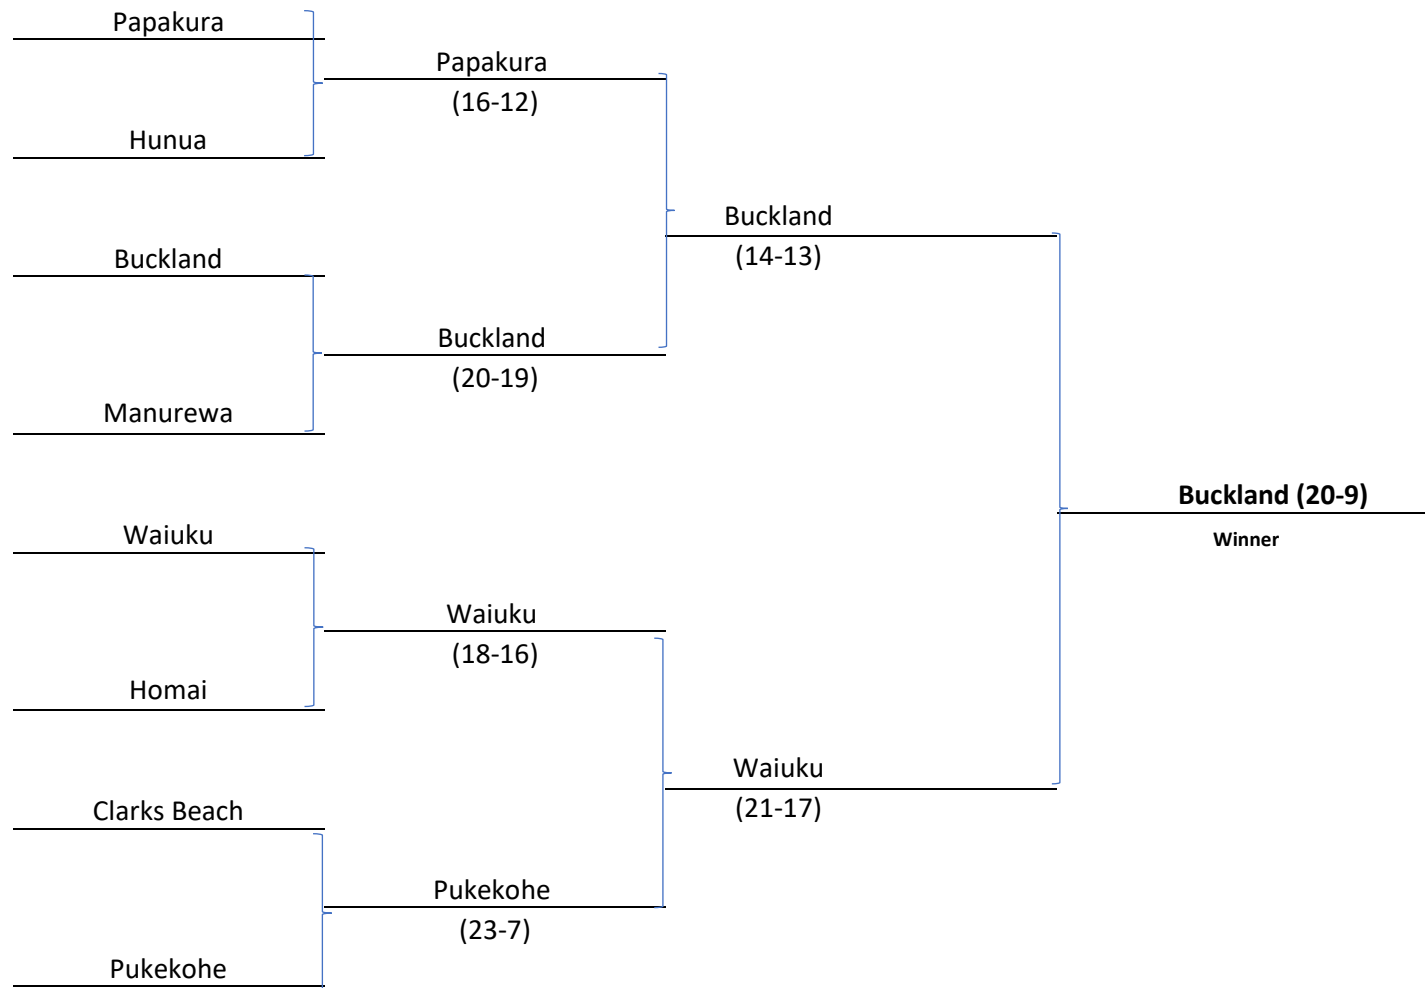 Papakura
Papakura
(16-12)
Hunua
Buckland
(14-13)
Buckland
Buckland
(20-19)
Manurewa
Buckland (20-9)
Winner
Waiuku
Waiuku
(18-16)
Homai
Waiuku
(21-17)
Clarks Beach
Pukekohe
(23-7)
Pukekohe